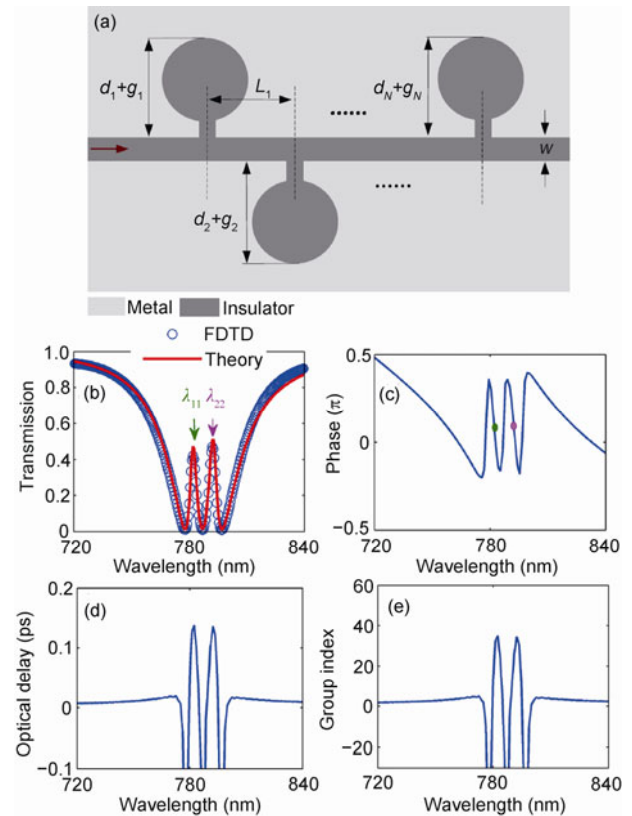 (a)
d₁+g₁
L₁
d_N+g_N
......
w
d₂+g₂
......
Metal Insulator
FDTD
Theory
1.0
0.8
0.6
0.4
0.2
0
(b)
λ₁₁ λ₂₂
Transmission
720 780 840
Wavelength (nm)
0.5
0
−0.5
(c)
Phase (π)
720 780 840
Wavelength (nm)
0.2
0.1
0
−0.1
(d)
Optical delay (ps)
720 780 840
Wavelength (nm)
60
40
20
0
−20
(e)
Group index
720 780 840
Wavelength (nm)